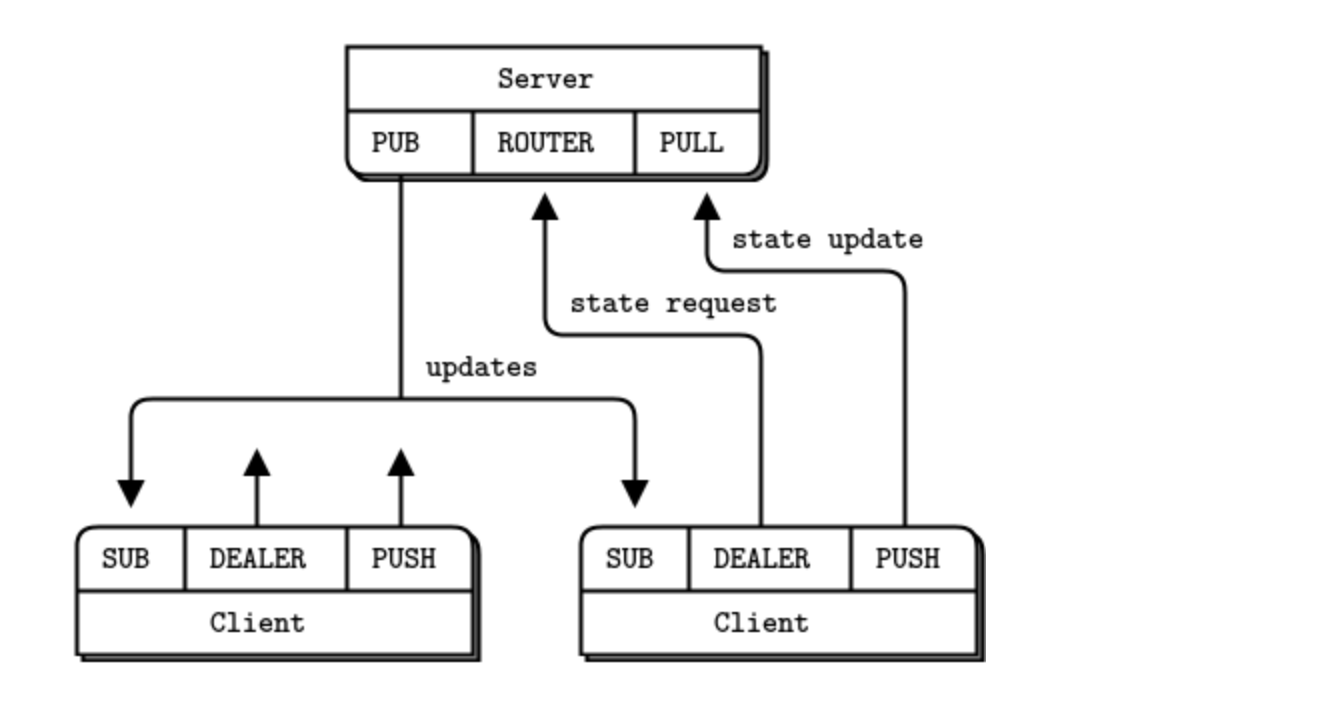 Server
PUB ROUTER PULL
state update
state request
updates
SUB DEALER PUSH SUB DEALER PUSH
Client Client